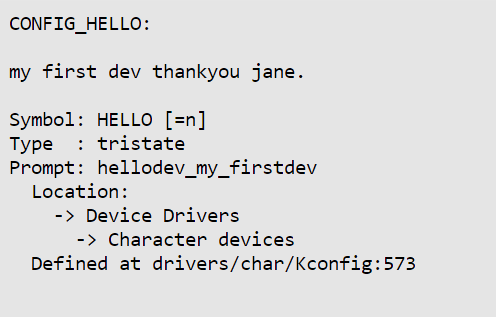 CONFIG_HELLO:
my first dev thankyou jane.
Symbol: HELLO [=n]
Type  : tristate
Prompt: hellodev_my_firstdev
  Location:
    -> Device Drivers
      -> Character devices
  Defined at drivers/char/Kconfig:573